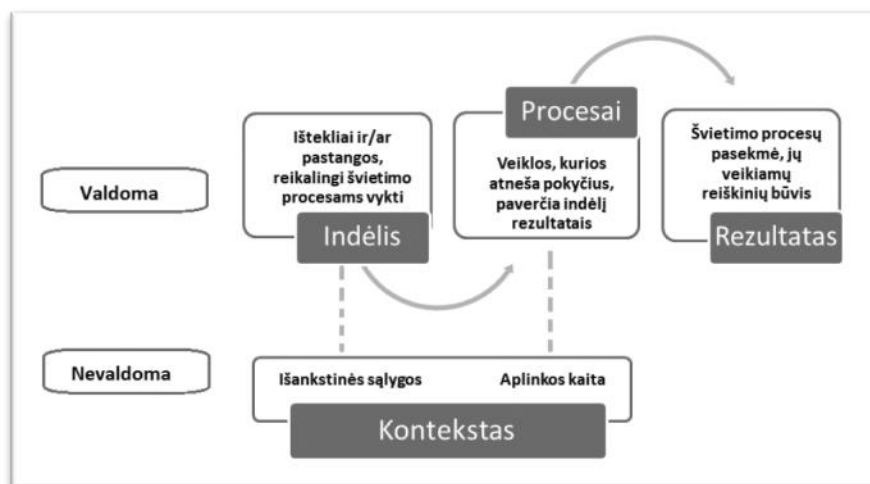 Valdoma
Ištekliai ir/ar
pastangos,
reikalingi švietimo
procesams vykti
Indėlis
Procesai
Veiklos, kurios
atneša pokyčius,
paverčia indėlį
rezultatais
Švietimo procesų
pasekmė, jų
veikiamų
reiškinių būvis
Rezultatas
Nevaldoma
Išankstinės sąlygos
Aplinkos kaita
Kontekstas